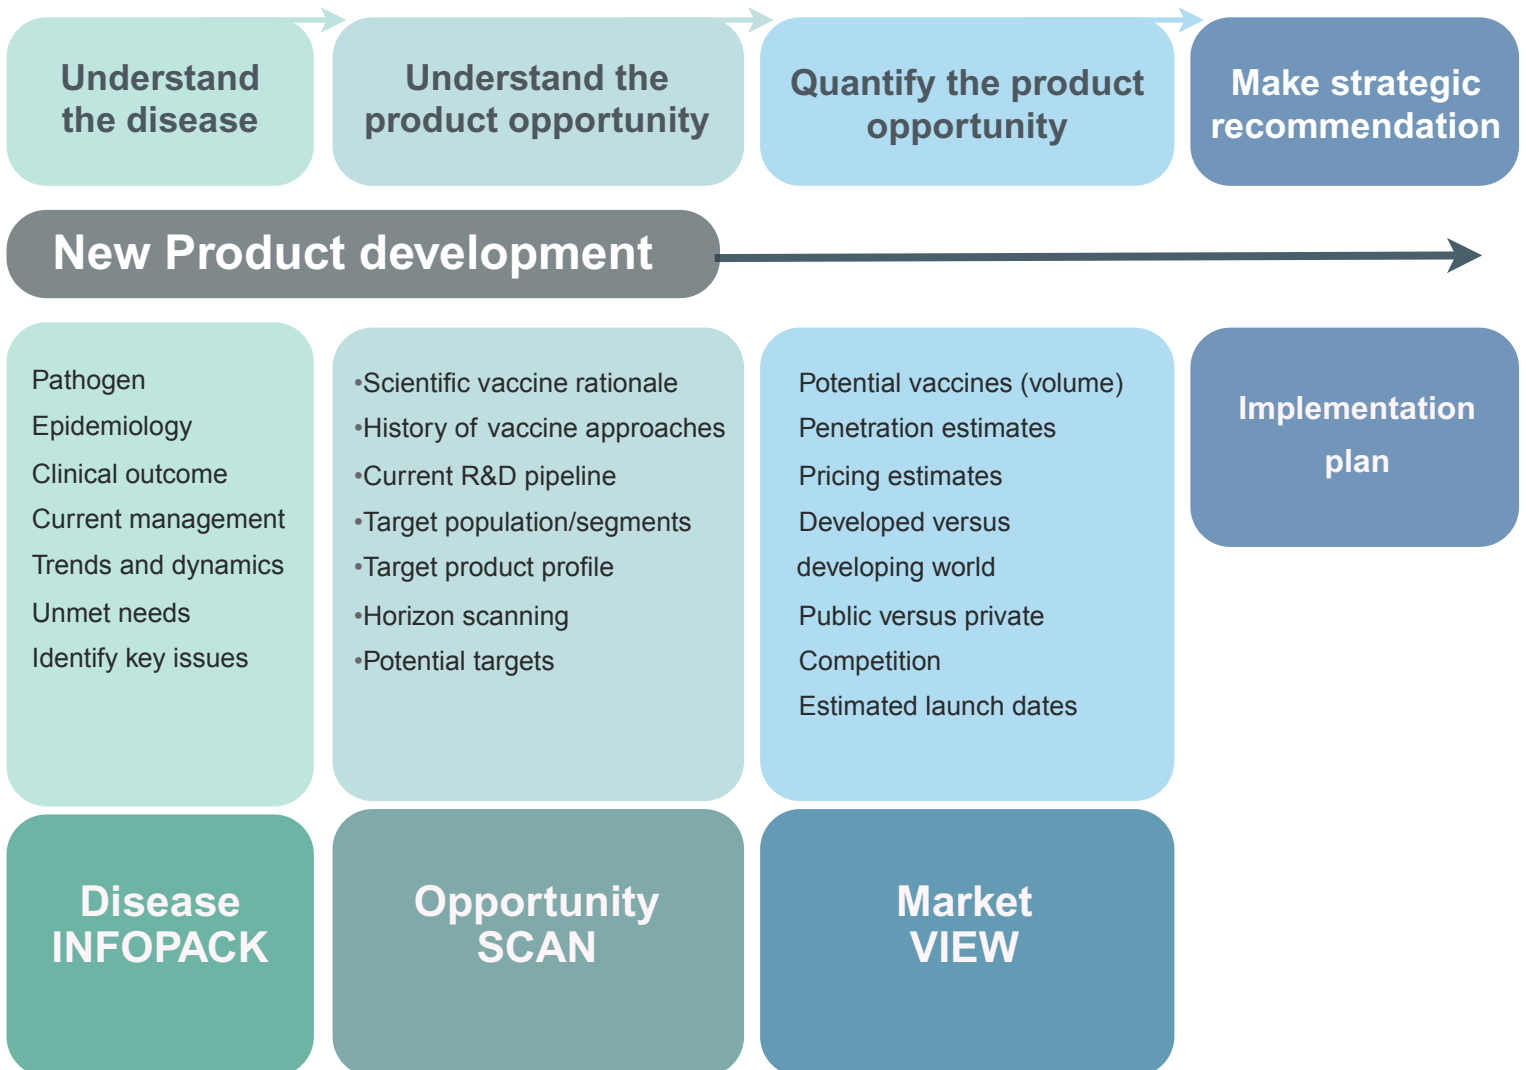 Understand
the disease
Understand the
product opportunity
Quantify the product
opportunity
Make strategic
recommendation
New Product development
Pathogen
Epidemiology
Clinical outcome
Current management
Trends and dynamics
Unmet needs
Identify key issues
•Scientific vaccine rationale
•History of vaccine approaches
•Current R&D pipeline
•Target population/segments
•Target product profile
•Horizon scanning
•Potential targets
Potential vaccines (volume)
Penetration estimates
Pricing estimates
Developed versus
developing world
Public versus private
Competition
Estimated launch dates
Implementation
plan
Disease
INFOPACK
Opportunity
SCAN
Market
VIEW